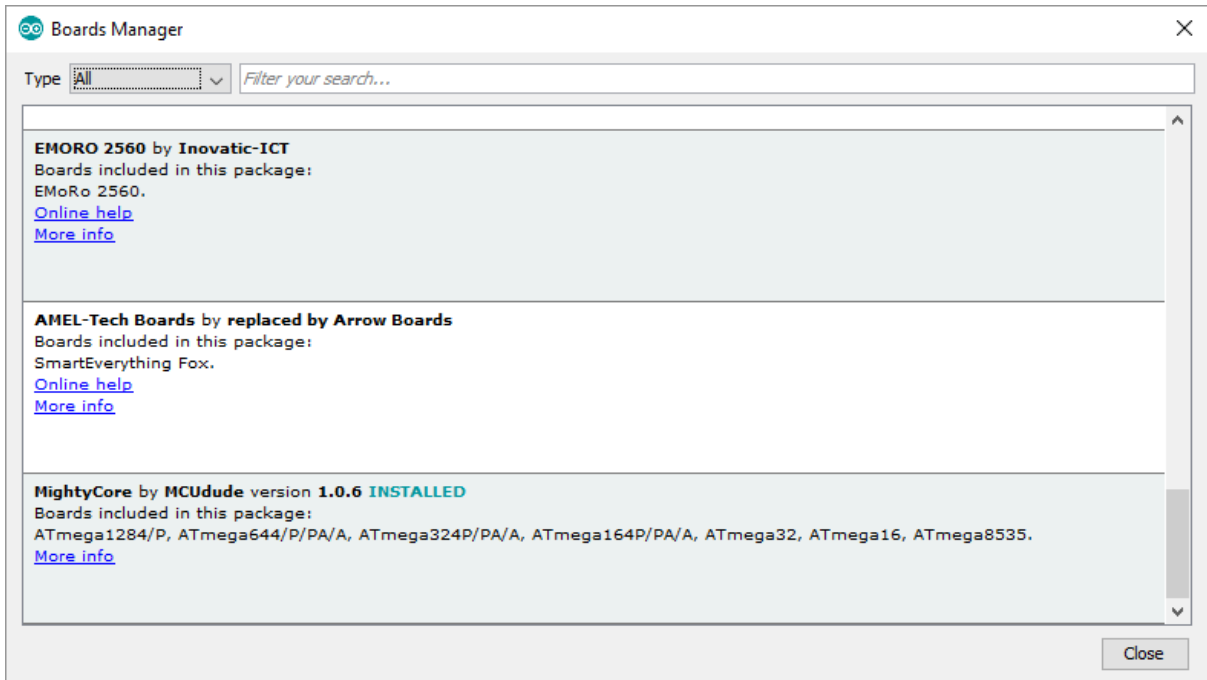 Boards Manager
Type All Filter your search...
EMORO 2560 by Inovatic-ICT
Boards included in this package:
EMoRo 2560.
Online help
More info
AMEL-Tech Boards by replaced by Arrow Boards
Boards included in this package:
SmartEverything Fox.
Online help
More info
MightyCore by MCUdude version 1.0.6 INSTALLED
Boards included in this package:
ATmega1284/P, ATmega644/P/PA/A, ATmega324P/PA/A, ATmega164P/PA/A, ATmega32, ATmega16, ATmega8535.
More info
Close